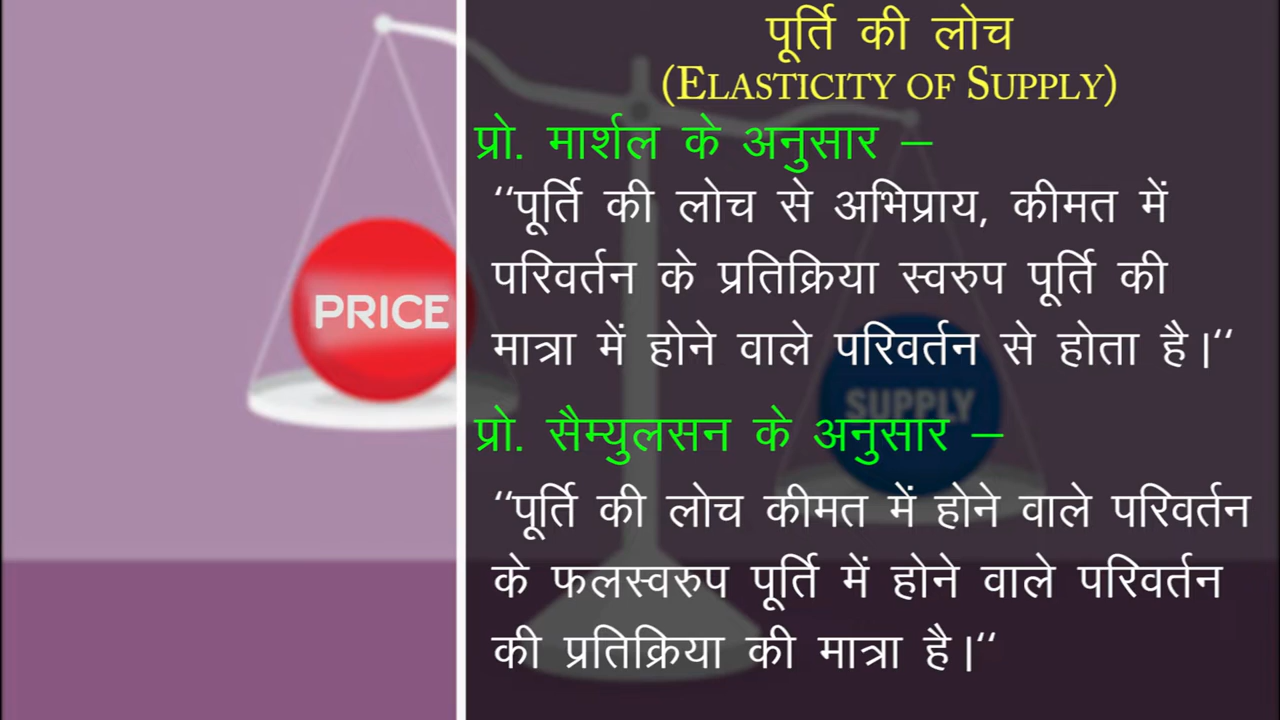 पूर्ति की लोच
(ELASTICITY OF SUPPLY)
प्रो. मार्शल के अनुसार –
‘‘पूर्ति की लोच से अभिप्राय, कीमत में
परिवर्तन के प्रतिक्रिया स्वरुप पूर्ति की
मात्रा में होने वाले परिवर्तन से होता है।‘‘
प्रो. सैम्युलसन के अनुसार –
‘‘पूर्ति की लोच कीमत में होने वाले परिवर्तन
के फलस्वरुप पूर्ति में होने वाले परिवर्तन
की प्रतिक्रिया की मात्रा है।‘‘
PRICE
SUPPLY